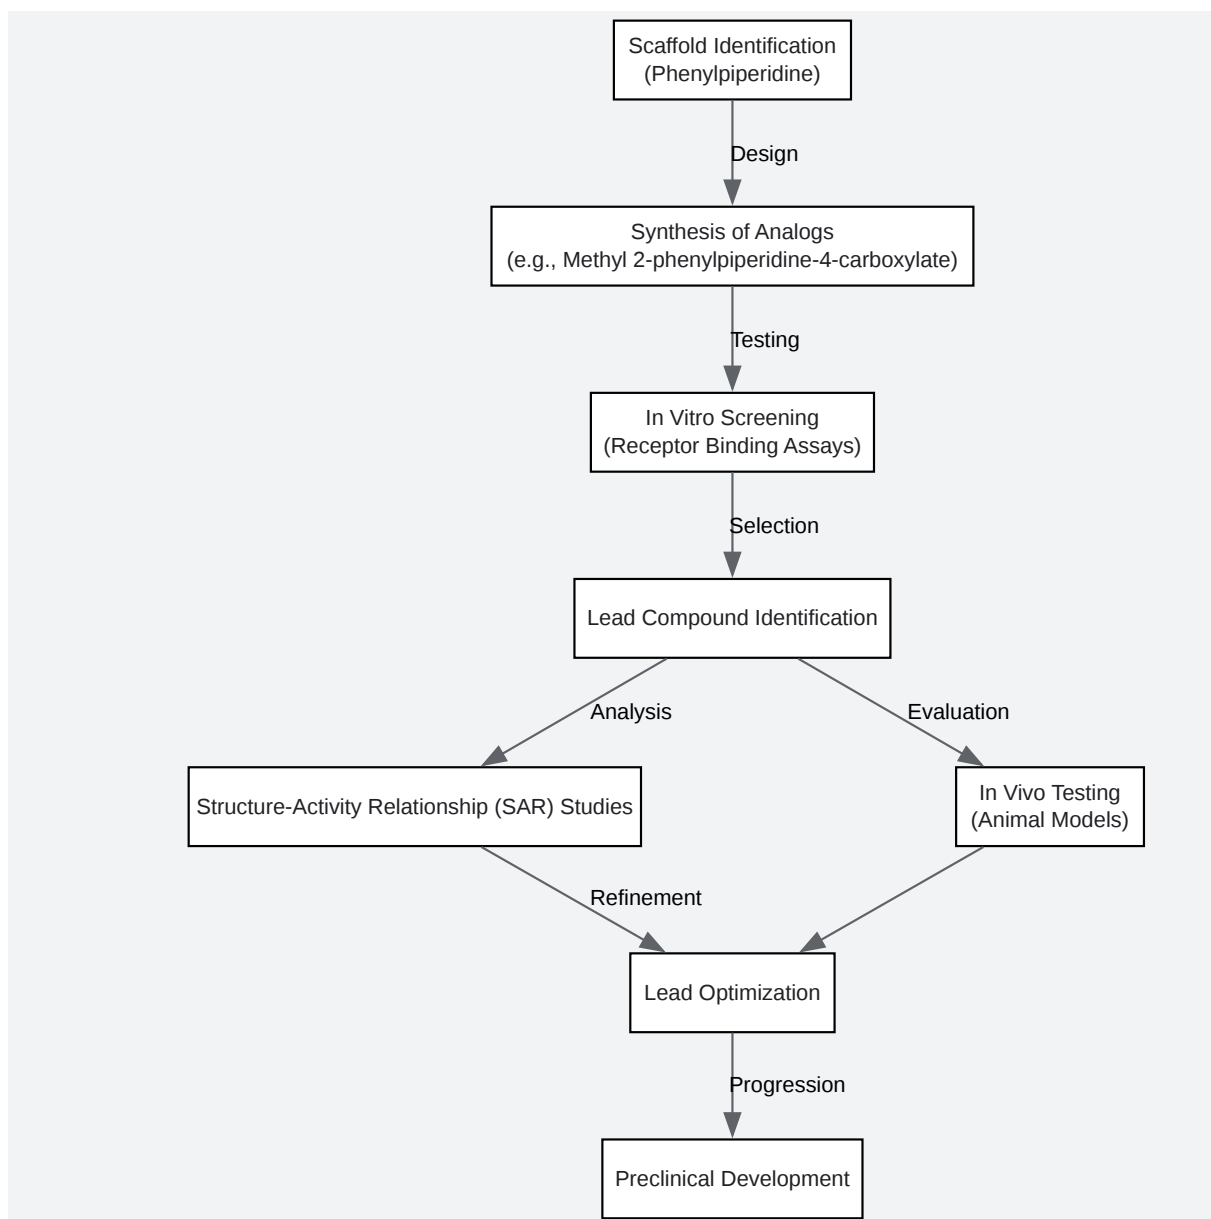 Scaffold Identification
(Phenylpiperidine)
Design
Synthesis of Analogs
(e.g., Methyl 2-phenylpiperidine-4-carboxylate)
Testing
In Vitro Screening
(Receptor Binding Assays)
Selection
Lead Compound Identification
Analysis
Evaluation
Structure-Activity Relationship (SAR) Studies
In Vivo Testing
(Animal Models)
Refinement
Lead Optimization
Progression
Preclinical Development